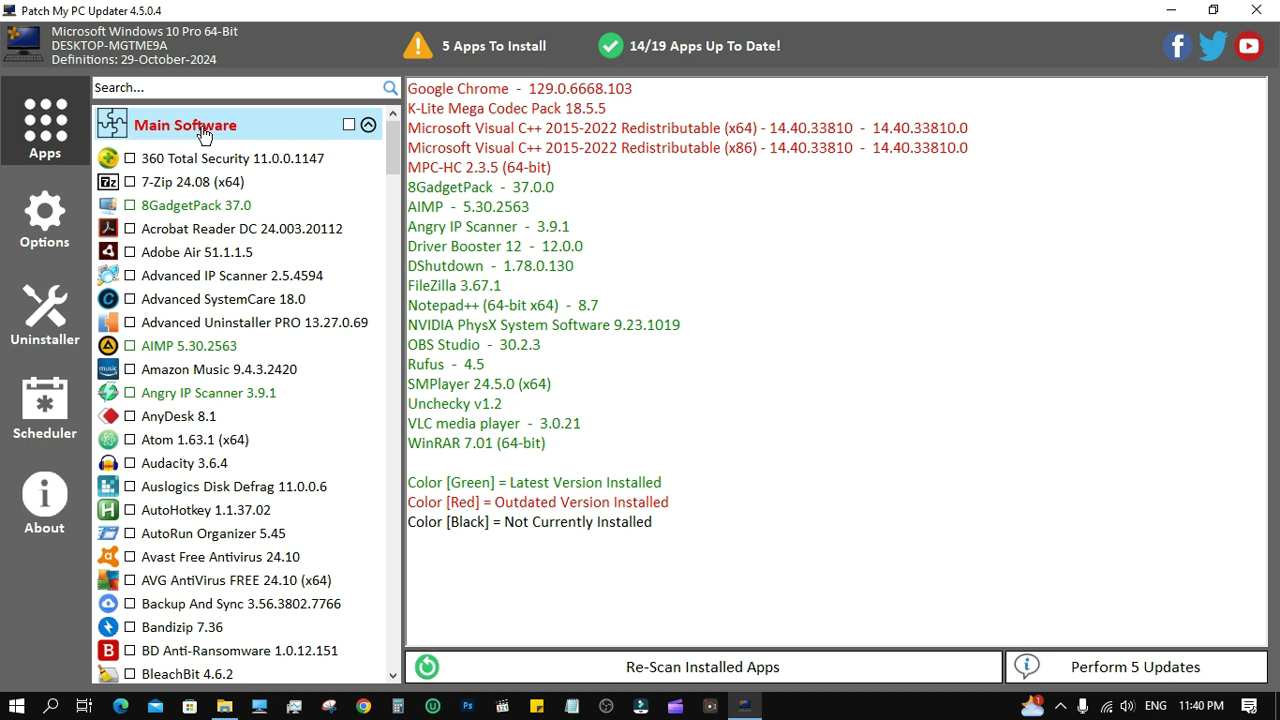 Patch My PC Updater 4.5.0.4
Microsoft Windows 10 Pro 64-Bit
DESKTOP-MGTME9A
Definitions: 29-October-2024
5 Apps To Install
14/19 Apps Up To Date!
Apps
Options
Uninstaller
Scheduler
About
Search...
Main Software
360 Total Security 11.0.0.1147
7-Zip 24.08 (x64)
8GadgetPack 37.0
Acrobat Reader DC 24.003.20112
Adobe Air 51.1.1.5
Advanced IP Scanner 2.5.4594
Advanced SystemCare 18.0
Advanced Uninstaller PRO 13.27.0.69
AIMP 5.30.2563
Amazon Music 9.4.3.2420
Angry IP Scanner 3.9.1
AnyDesk 8.1
Atom 1.63.1 (x64)
Audacity 3.6.4
Auslogics Disk Defrag 11.0.0.6
AutoHotkey 1.1.37.02
AutoRun Organizer 5.45
Avast Free Antivirus 24.10
AVG AntiVirus FREE 24.10 (x64)
Backup And Sync 3.56.3802.7766
Bandizip 7.36
BD Anti-Ransomware 1.0.12.151
BleachBit 4.6.2
Google Chrome - 129.0.6668.103
K-Lite Mega Codec Pack 18.5.5
Microsoft Visual C++ 2015-2022 Redistributable (x64) - 14.40.33810 - 14.40.33810.0
Microsoft Visual C++ 2015-2022 Redistributable (x86) - 14.40.33810 - 14.40.33810.0
MPC-HC 2.3.5 (64-bit)
8GadgetPack - 37.0.0
AIMP - 5.30.2563
Angry IP Scanner - 3.9.1
Driver Booster 12 - 12.0.0
DShutdown - 1.78.0.130
FileZilla 3.67.1
Notepad++ (64-bit x64) - 8.7
NVIDIA PhysX System Software 9.23.1019
OBS Studio - 30.2.3
Rufus - 4.5
SMPlayer 24.5.0 (x64)
Unchecky v1.2
VLC media player - 3.0.21
WinRAR 7.01 (64-bit)
Color [Green] = Latest Version Installed
Color [Red] = Outdated Version Installed
Color [Black] = Not Currently Installed
Re-Scan Installed Apps
Perform 5 Updates
ENG
11:40 PM